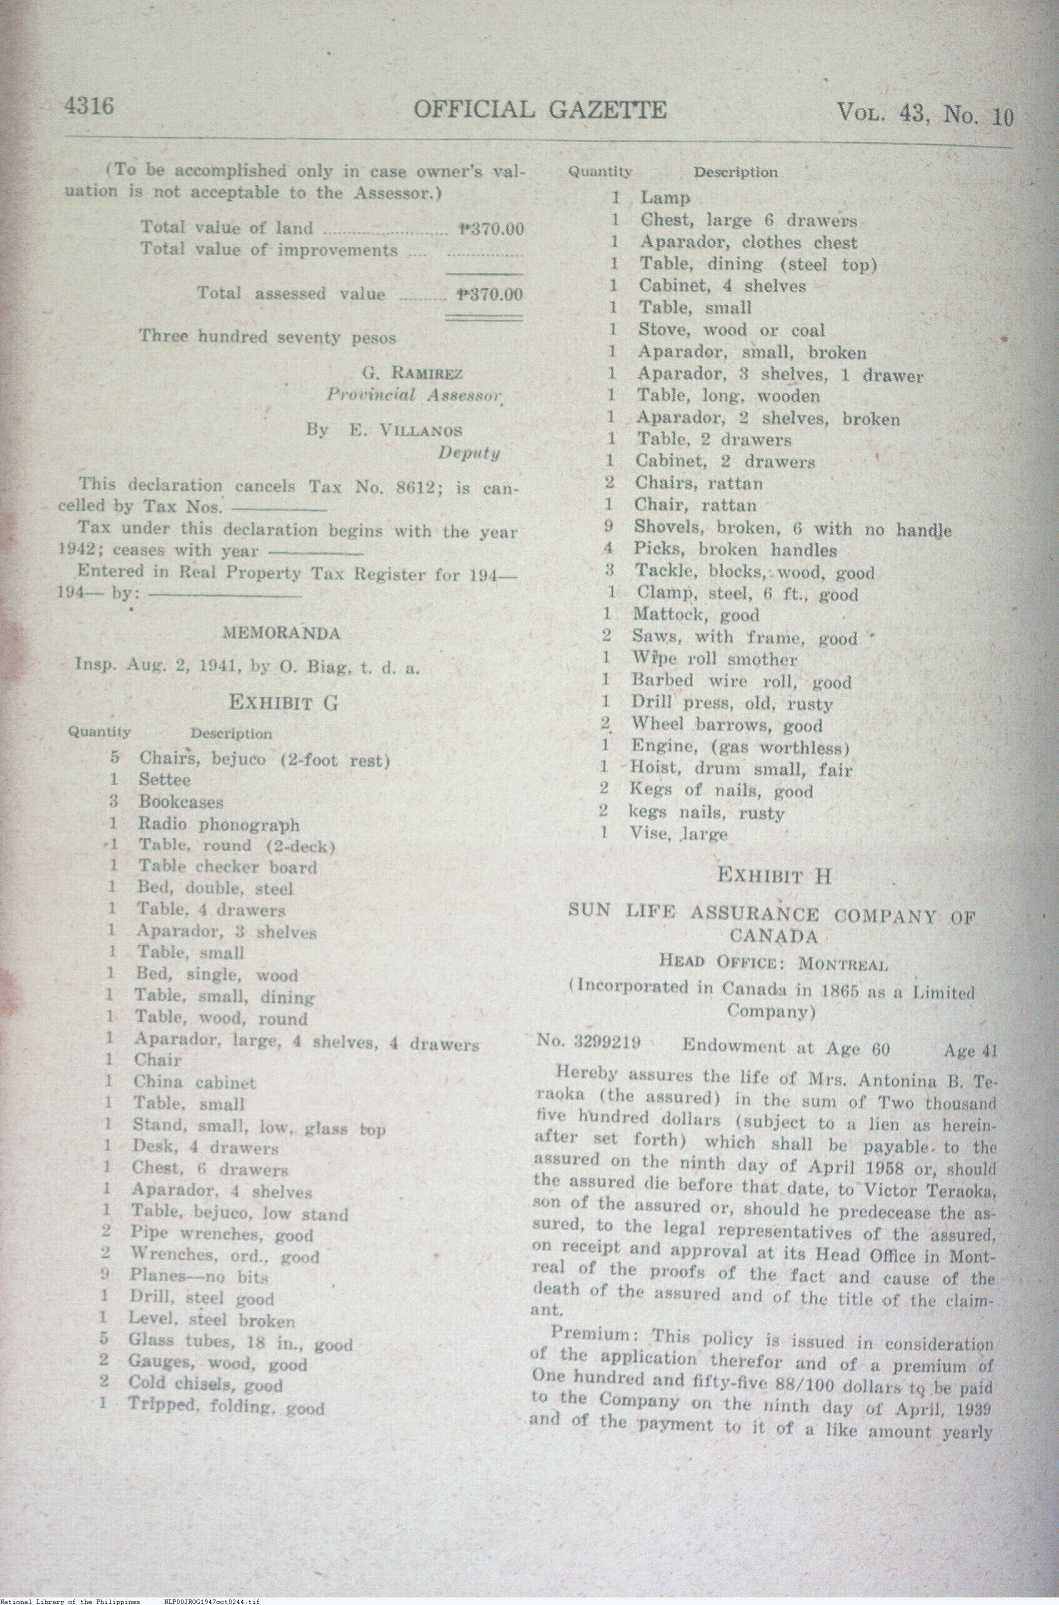 4316 OFFICIAL GAZETTE VOL. 43, No. 10
(To be accomplished only in case owner's val-
uation is not acceptable to the Assessor.)
Total value of land ........................ ₱370.00
Total value of improvements .... ................
Total assessed value .......... ₱370.00
Three hundred seventy pesos
G. RAMIREZ
Provincial Assessor
By E. VILLANOS
Deputy
This declaration cancels Tax No. 8612; is can-
celled by Tax Nos. ————
Tax under this declaration begins with the year
1942; ceases with year ————
Entered in Real Property Tax Register for 194—
194— by: ——————
MEMORANDA
Insp. Aug. 2, 1941, by O. Biag, t. d. a.
EXHIBIT G
Quantity Description
5 Chairs, bejuco (2-foot rest)
1 Settee
3 Bookcases
1 Radio phonograph
1 Table, round (2-deck)
1 Table checker board
1 Bed, double, steel
1 Table, 4 drawers
1 Aparador, 3 shelves
1 Table, small
1 Bed, single, wood
1 Table, small, dining
1 Table, wood, round
1 Aparador, large, 4 shelves, 4 drawers
1 Chair
1 China cabinet
1 Table, small
1 Stand, small, low, glass top
1 Desk, 4 drawers
1 Chest, 6 drawers
1 Aparador, 4 shelves
1 Table, bejuco, low stand
2 Pipe wrenches, good
2 Wrenches, ord., good
9 Planes—no bits
1 Drill, steel good
1 Level, steel broken
5 Glass tubes, 18 in., good
2 Gauges, wood, good
2 Cold chisels, good
1 Tripped, folding, good
Quantity Description
1 Lamp
1 Chest, large 6 drawers
1 Aparador, clothes chest
1 Table, dining (steel top)
1 Cabinet, 4 shelves
1 Table, small
1 Stove, wood or coal
1 Aparador, small, broken
1 Aparador, 3 shelves, 1 drawer
1 Table, long, wooden
1 Aparador, 2 shelves, broken
1 Table, 2 drawers
1 Cabinet, 2 drawers
2 Chairs, rattan
1 Chair, rattan
9 Shovels, broken, 6 with no handle
4 Picks, broken handles
3 Tackle, blocks, wood, good
1 Clamp, steel, 6 ft., good
1 Mattock, good
2 Saws, with frame, good
1 Wipe roll smother
1 Barbed wire roll, good
1 Drill press, old, rusty
2 Wheel barrows, good
1 Engine, (gas worthless)
1 Hoist, drum small, fair
2 Kegs of nails, good
2 kegs nails, rusty
1 Vise, large
EXHIBIT H
SUN LIFE ASSURANCE COMPANY OF
CANADA
HEAD OFFICE: MONTREAL
(Incorporated in Canada in 1865 as a Limited
Company)
No. 3299219 Endowment at Age 60 Age 41
Hereby assures the life of Mrs. Antonina B. Te-
raoka (the assured) in the sum of Two thousand
five hundred dollars (subject to a lien as herein-
after set forth) which shall be payable to the
assured on the ninth day of April 1958 or, should
the assured die before that date, to Victor Teraoka,
son of the assured or, should he predecease the as-
sured, to the legal representatives of the assured,
on receipt and approval at its Head Office in Mont-
real of the proofs of the fact and cause of the
death of the assured and of the title of the claim-
ant.
Premium: This policy is issued in consideration
of the application therefor and of a premium of
One hundred and fifty-five 88/100 dollars to be paid
to the Company on the ninth day of April, 1939
and of the payment to it of a like amount yearly
National Library of the Philippines NLP00JROG1947oct0244.tif